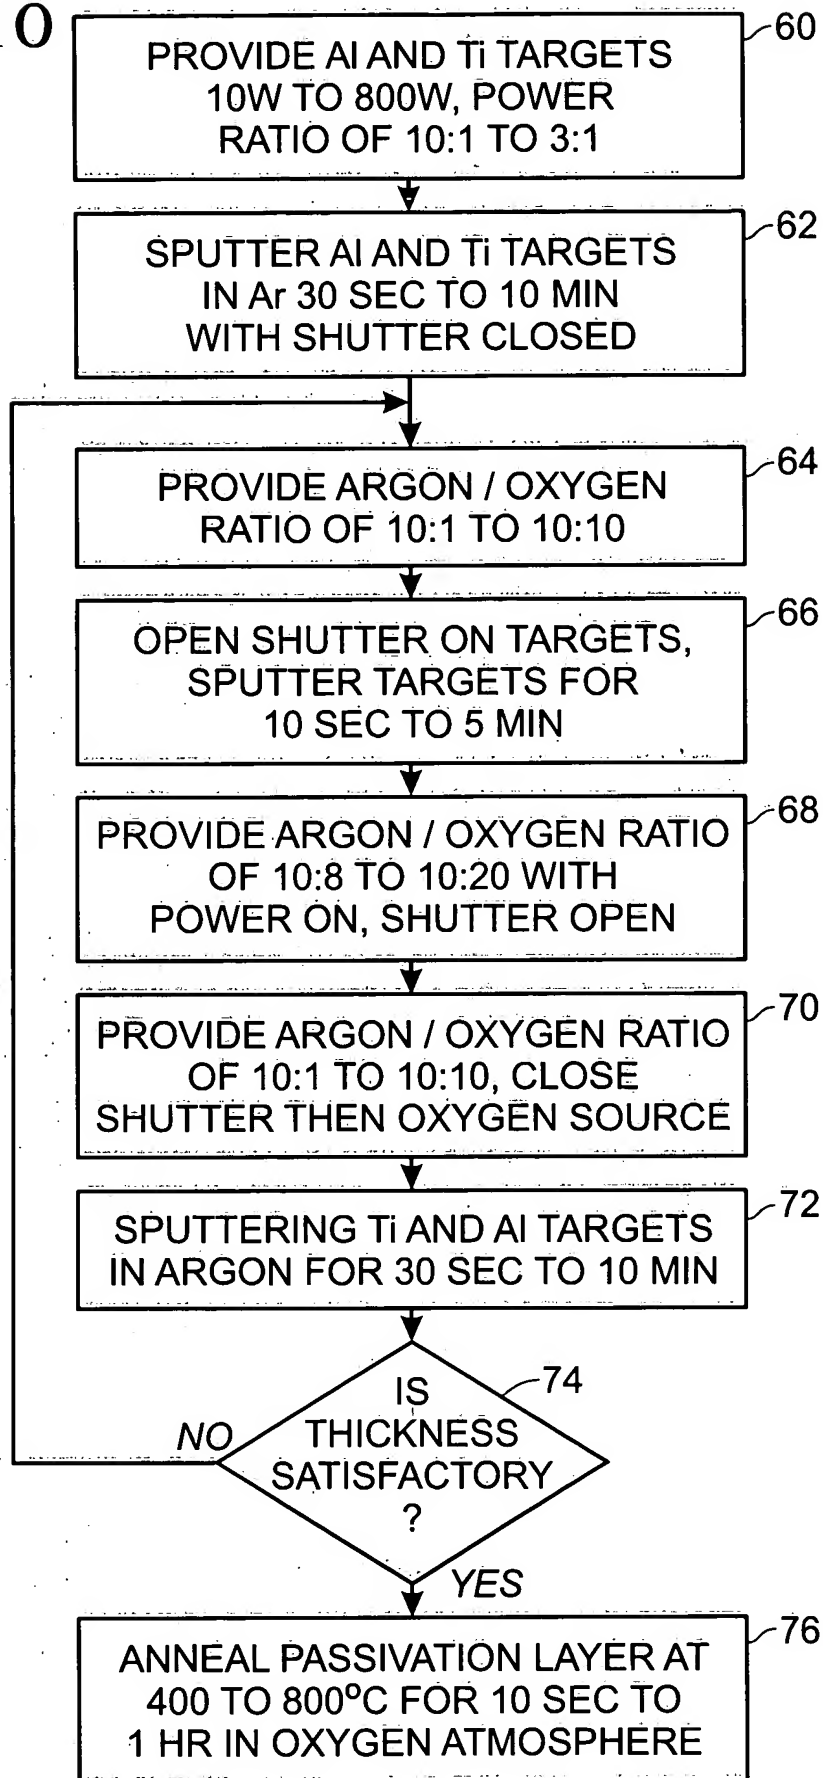 O
60
PROVIDE Al AND Ti TARGETS
10W TO 800W, POWER
RATIO OF 10:1 TO 3:1
62
SPUTTER Al AND Ti TARGETS
IN Ar 30 SEC TO 10 MIN
WITH SHUTTER CLOSED
64
PROVIDE ARGON / OXYGEN
RATIO OF 10:1 TO 10:10
66
OPEN SHUTTER ON TARGETS,
SPUTTER TARGETS FOR
10 SEC TO 5 MIN
68
PROVIDE ARGON / OXYGEN RATIO
OF 10:8 TO 10:20 WITH
POWER ON, SHUTTER OPEN
70
PROVIDE ARGON / OXYGEN RATIO
OF 10:1 TO 10:10, CLOSE
SHUTTER THEN OXYGEN SOURCE
72
SPUTTERING Ti AND Al TARGETS
IN ARGON FOR 30 SEC TO 10 MIN
74
IS
THICKNESS
SATISFACTORY
?
NO
YES
76
ANNEAL PASSIVATION LAYER AT
400 TO 800ºC FOR 10 SEC TO
1 HR IN OXYGEN ATMOSPHERE